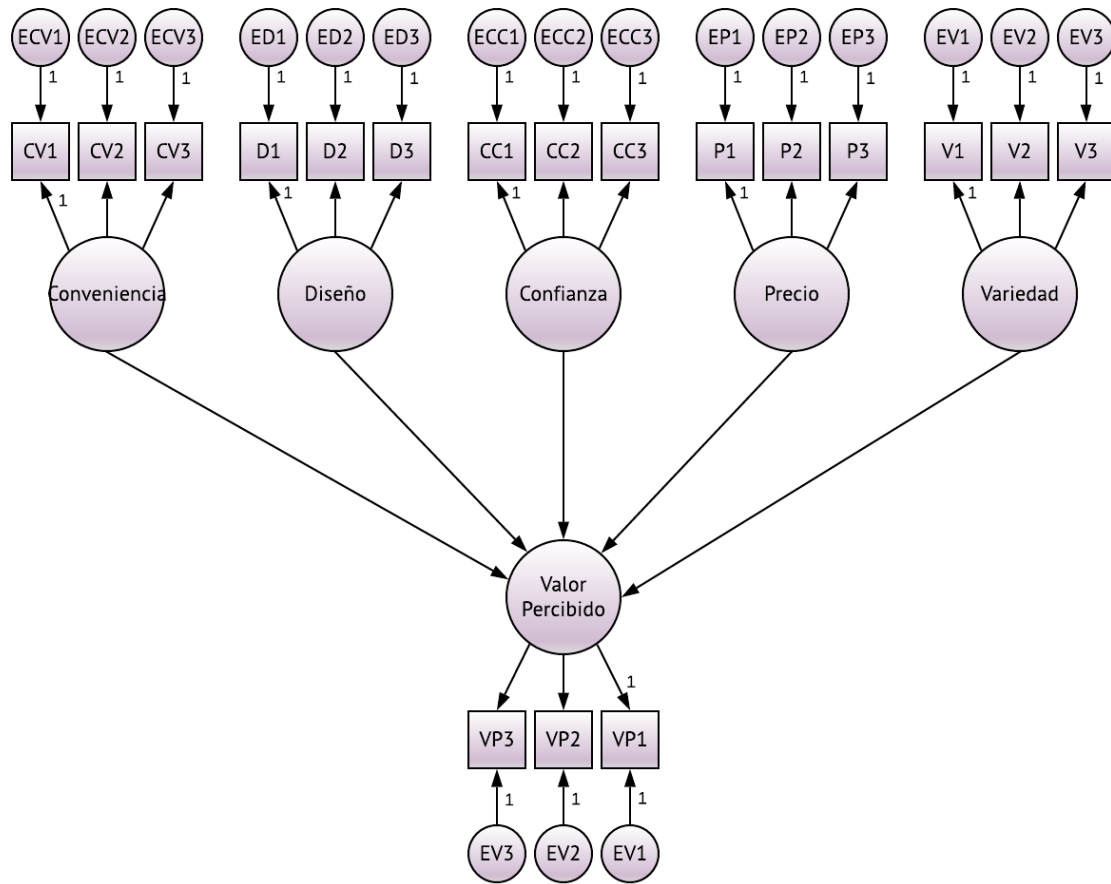 ECV1 ECV2 ECV3 ED1 ED2 ED3 ECC1 ECC2 ECC3 EP1 EP2 EP3 EV1 EV2 EV3
1 1 1 1 1 1 1 1 1 1 1 1 1 1 1
CV1 CV2 CV3 D1 D2 D3 CC1 CC2 CC3 P1 P2 P3 V1 V2 V3
1 1 1 1 1
Conveniencia Diseño Confianza Precio Variedad
Valor
Percibido
1
VP3 VP2 VP1
1 1 1
EV3 EV2 EV1